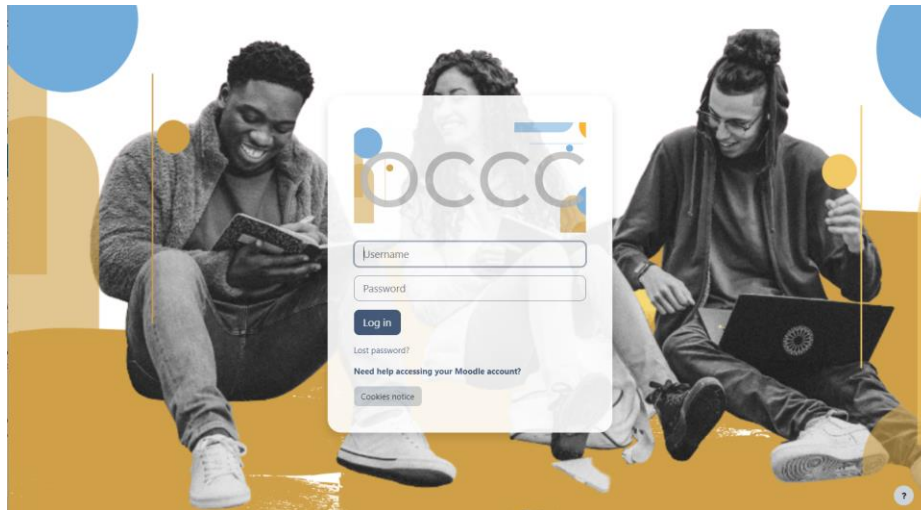 OCCC
Username
Password
Log in
Lost password?
Need help accessing your Moodle account?
Cookies notice
?